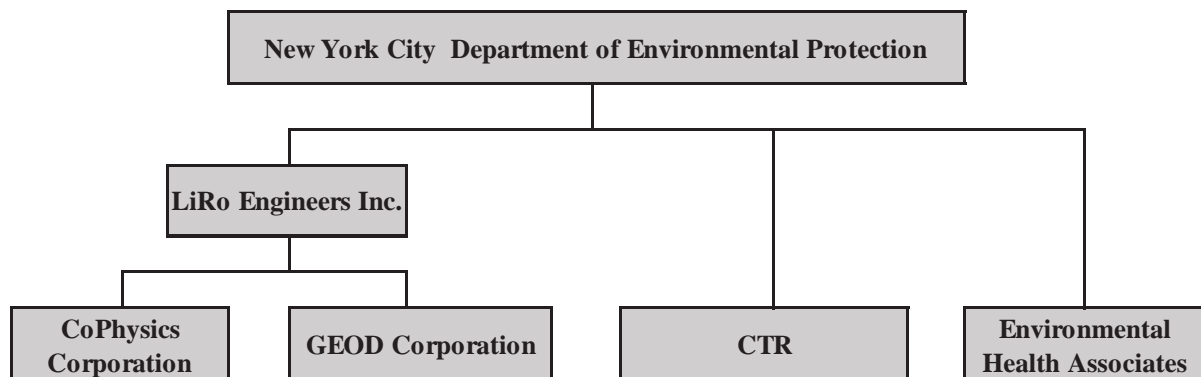 New York City Department of Environmental Protection
LiRo Engineers Inc.
CoPhysics
Corporation
GEOD Corporation
CTR
Environmental
Health Associates